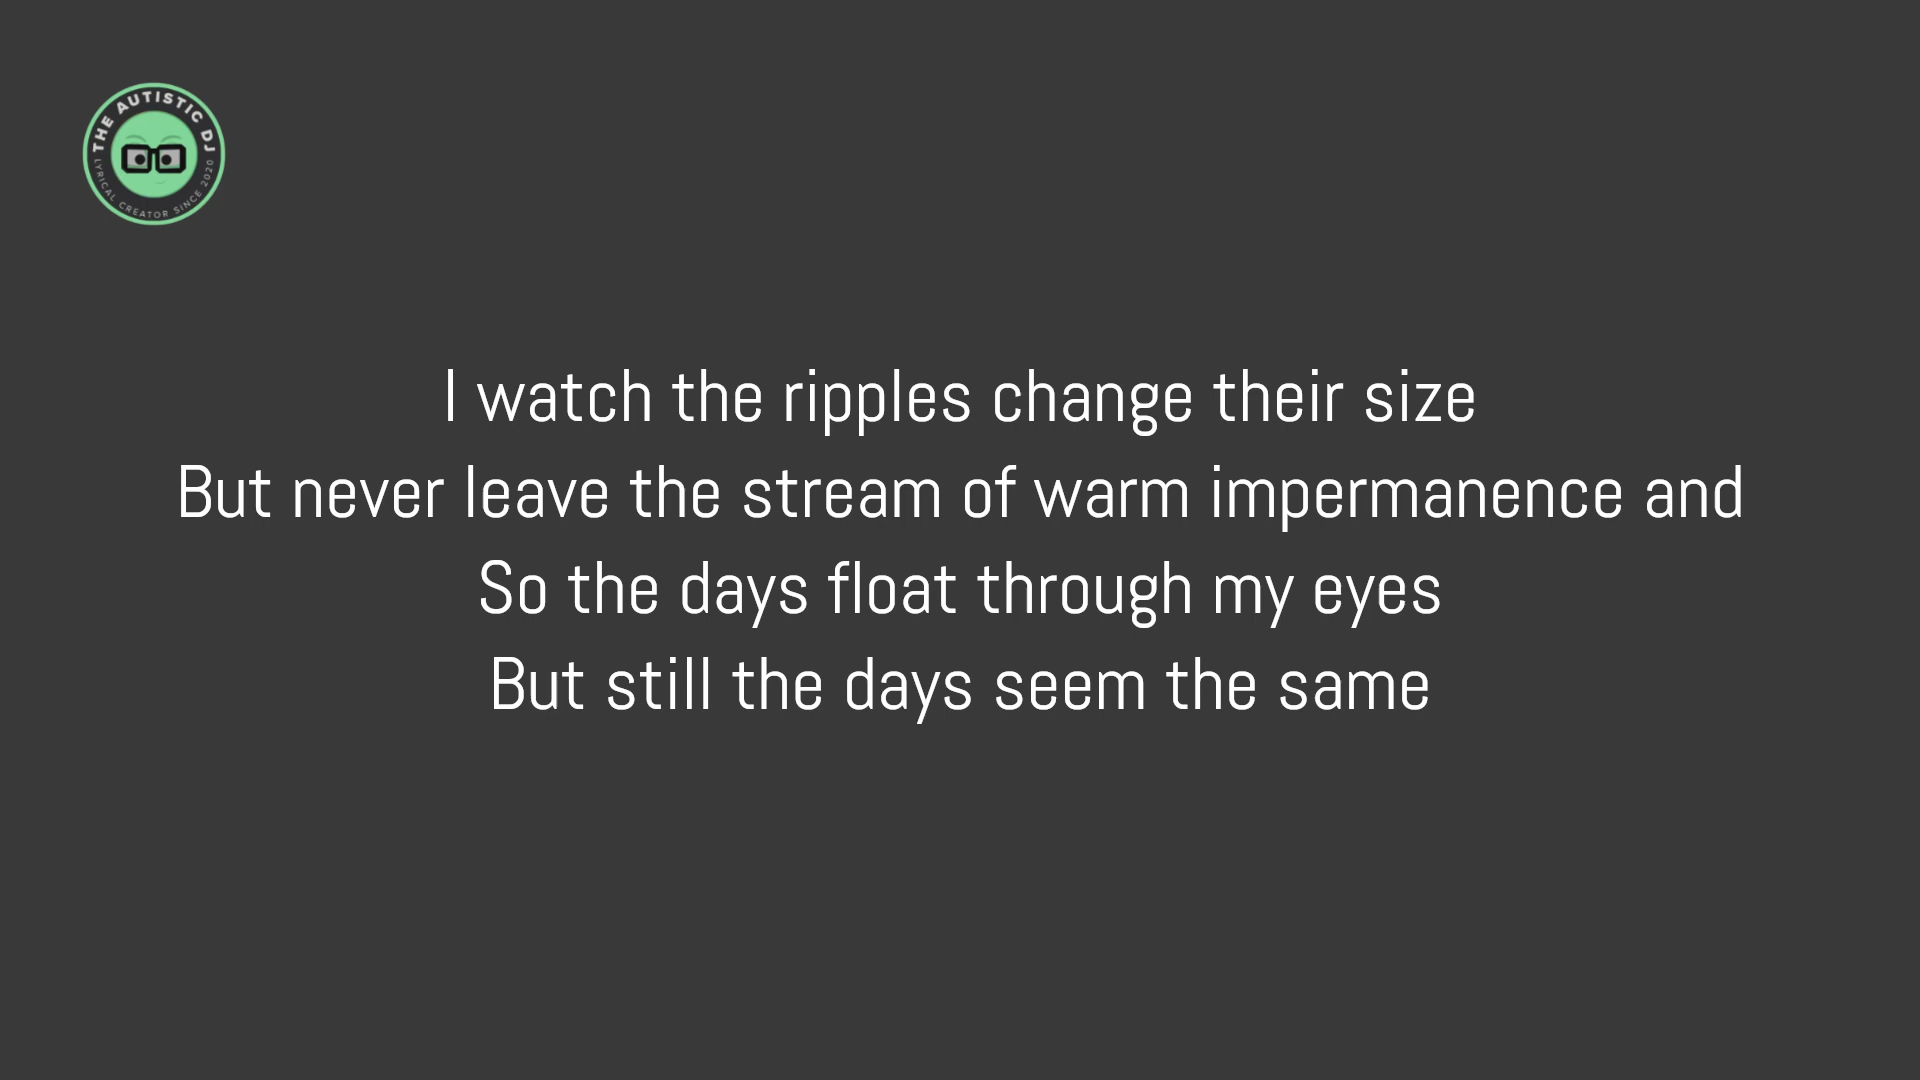 THE AUTISTIC DJ
LYRICAL CREATOR SINCE 2020
I watch the ripples change their size
But never leave the stream of warm impermanence and
So the days float through my eyes
But still the days seem the same